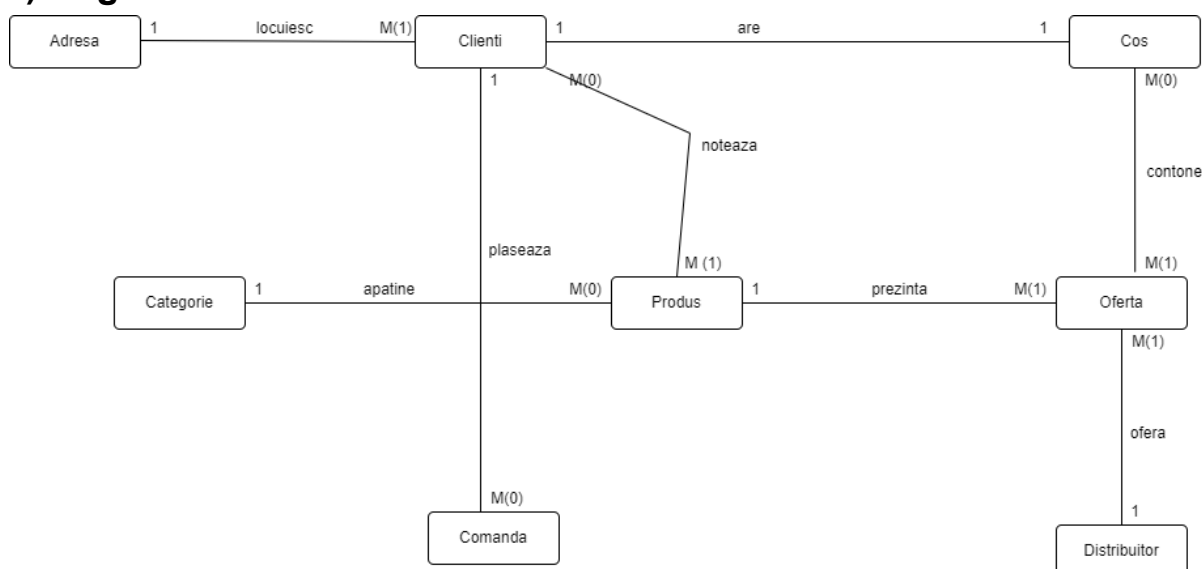 Adresa
1
locuiesc
M(1)
Clienti
1
are
1
Cos
1
M(0)
M(0)
noteaza
contone
plaseaza
M (1)
M(1)
Categorie
1
apatine
M(0)
Produs
1
prezinta
M(1)
Oferta
M(1)
ofera
M(0)
1
Comanda
Distribuitor